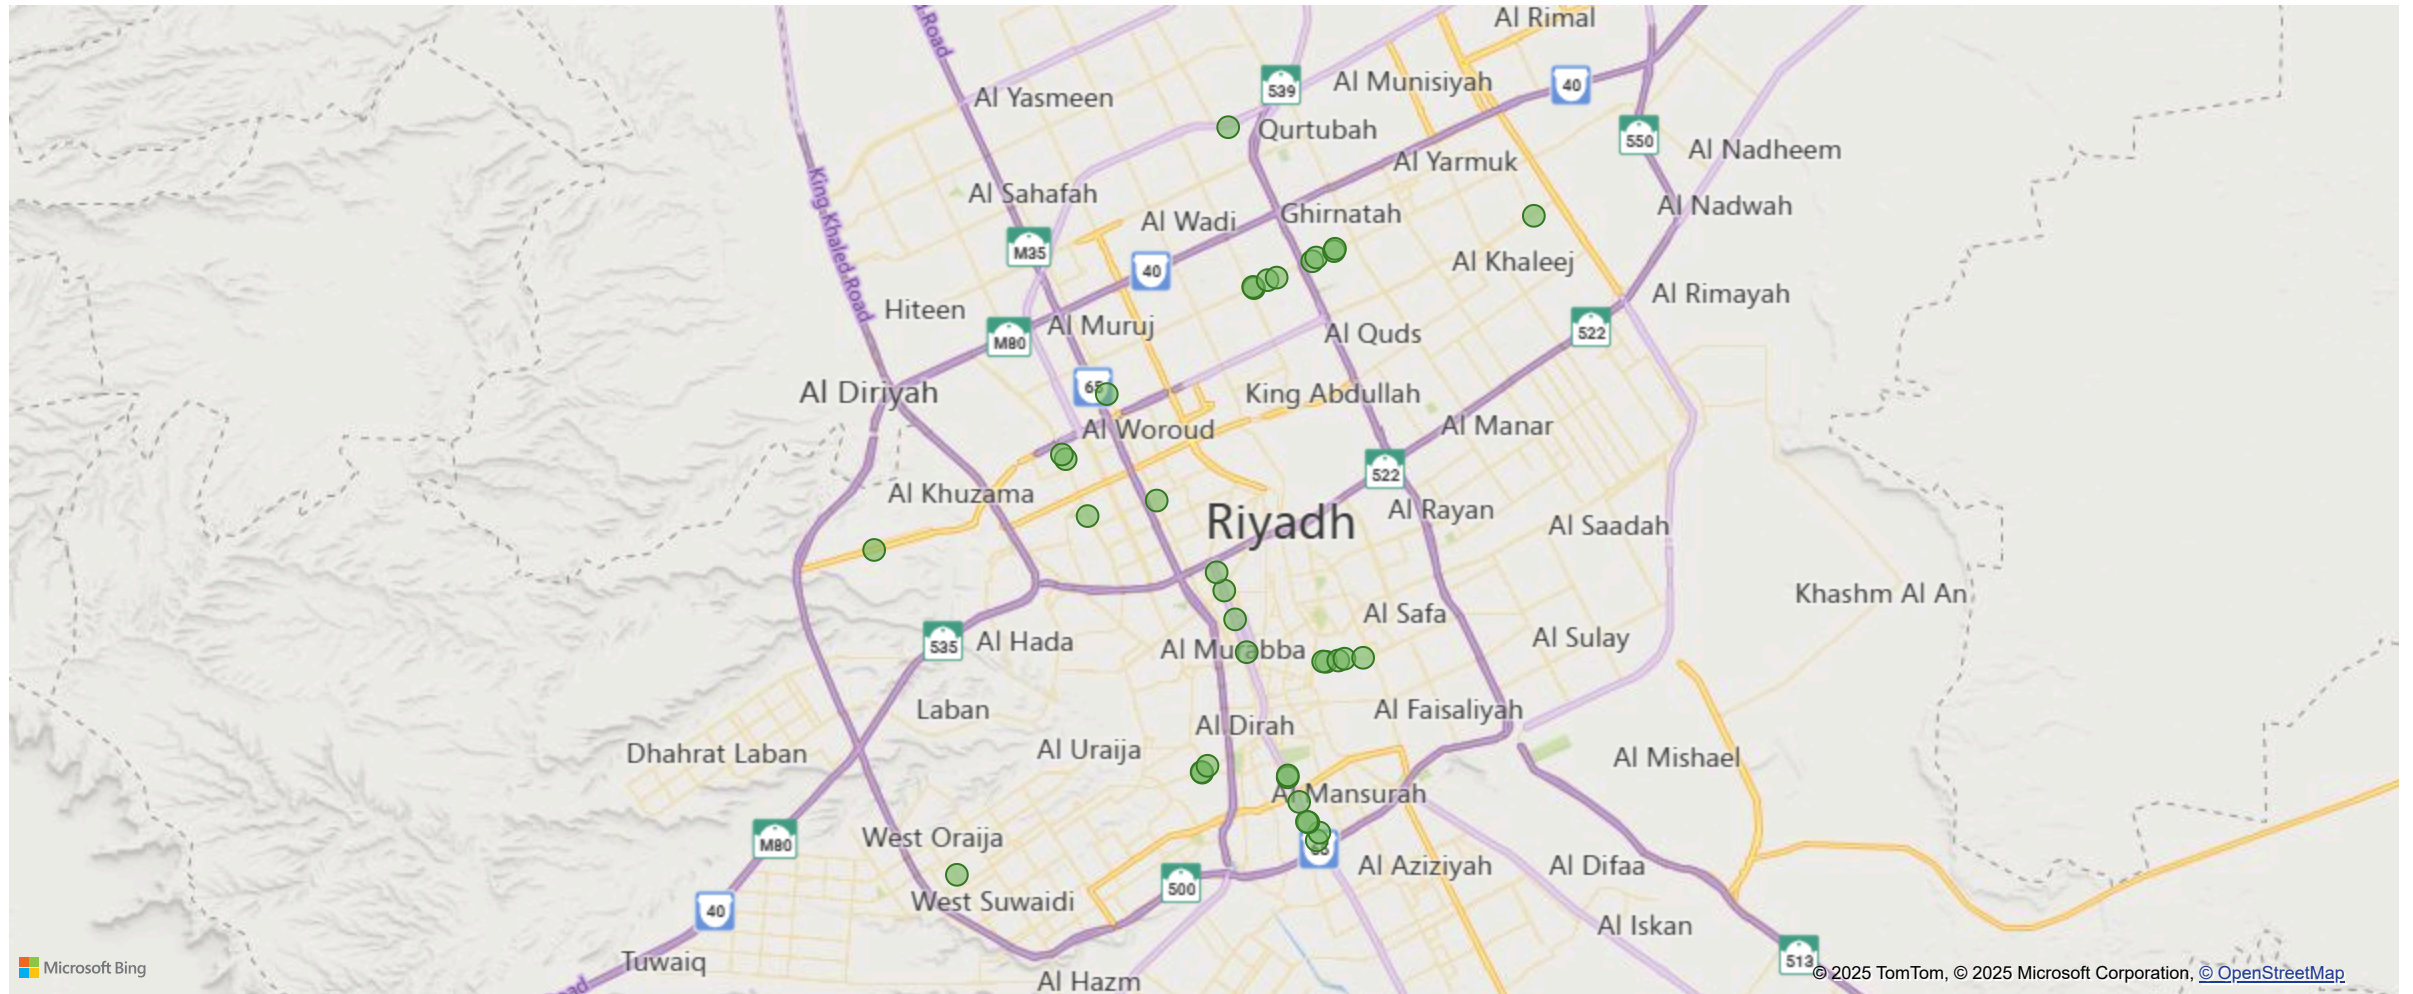 Road
Al Rimal
Al Yasmeen
539
Al Munisiyah
40
Qurtubah
550
Al Nadheem
Al Yarmuk
King Khaled Road
Al Sahafah
Al Wadi
Ghirnatah
Al Nadwah
M35
40
Al Khaleej
Hiteen
Al Rimayah
M80
Al Muruj
Al Quds
522
Al Diriyah
65
King Abdullah
Al Woroud
Al Manar
522
Al Khuzama
Riyadh
Al Rayan
Al Saadah
Khashm Al An
Al Safa
535
Al Hada
Al Murabba
Al Sulay
Laban
Al Dirah
Al Faisaliyah
Dhahrat Laban
Al Uraija
Al Mishael
Al Mansurah
M80
West Oraija
Al Aziziyah
Al Difaa
500
40
West Suwaidi
Al Iskan
Tuwaiq
513
Al Hazm
Microsoft Bing
© 2025 TomTom, © 2025 Microsoft Corporation, © OpenStreetMap